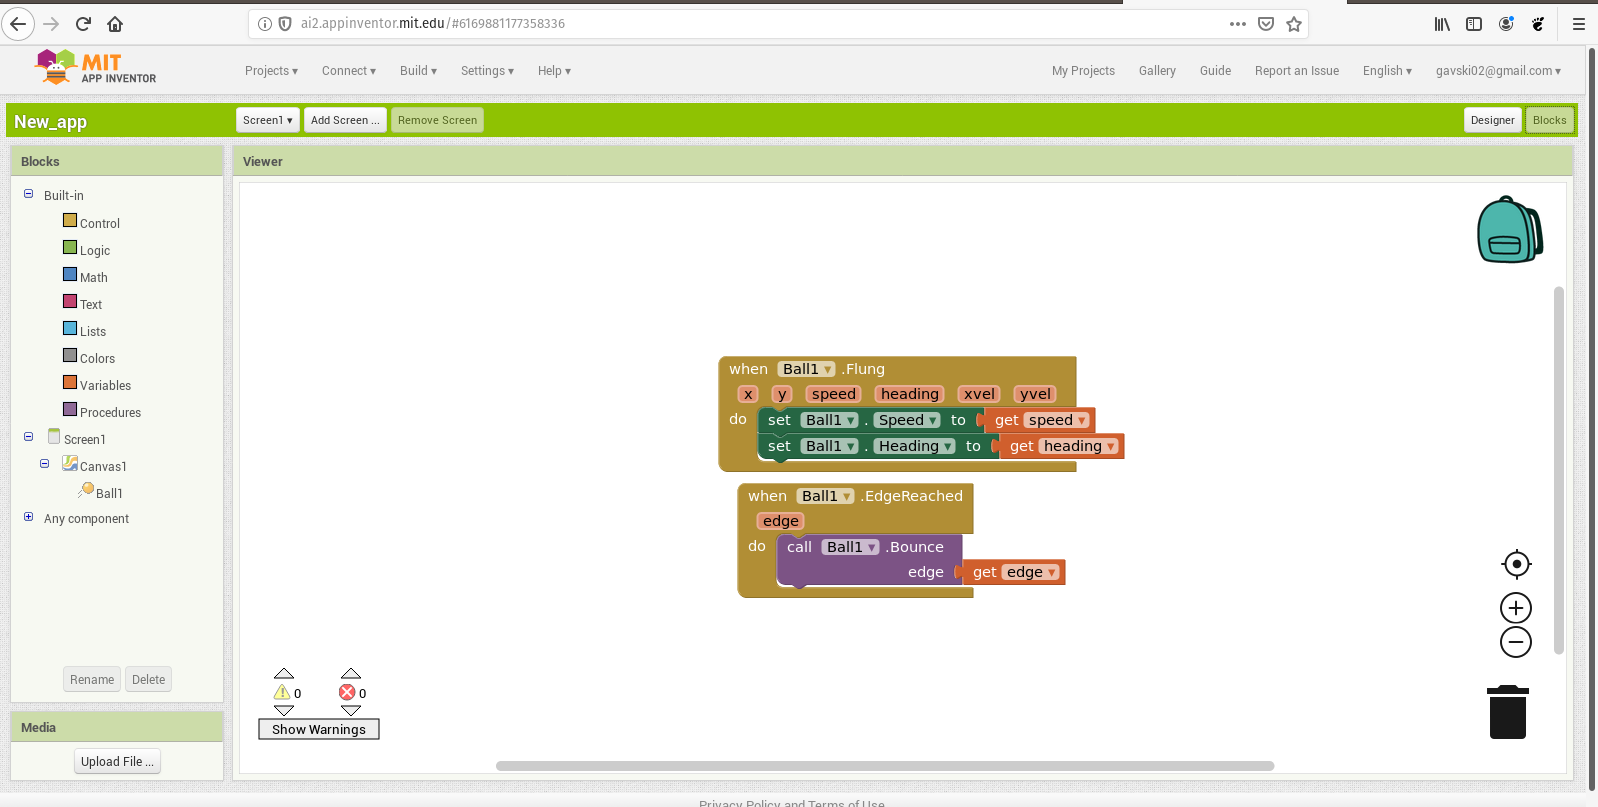 ai2.appinventor.mit.edu/#6169881177358336
MIT
APP INVENTOR
Projects ▾ Connect ▾ Build ▾ Settings ▾ Help ▾ My Projects Gallery Guide Report an Issue English ▾ gavski02@gmail.com ▾
New_app Screen1 ▾ Add Screen ... Remove Screen Designer Blocks
Blocks
Viewer
Built-in
Control
Logic
Math
Text
Lists
Colors
Variables
Procedures
Screen1
Canvas1
Ball1
Any component
Rename Delete
Media
Upload File ...
when Ball1 .Flung
x y speed heading xvel yvel
do set Ball1 . Speed to get speed
set Ball1 . Heading to get heading
when Ball1 .EdgeReached
edge
do call Ball1 .Bounce
edge get edge
0 0
Show Warnings
Privacy Policy and Terms of Use